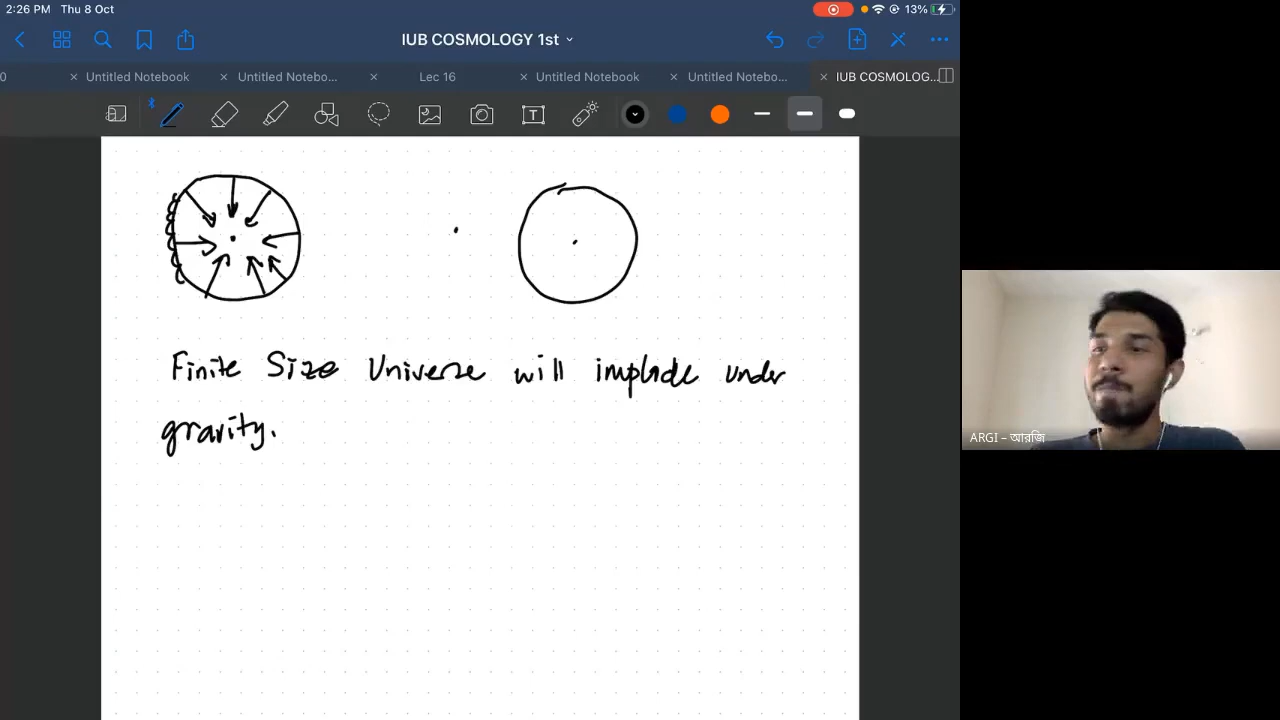 2:26 PM Thu 8 Oct
13%
IUB COSMOLOGY 1st
0
Untitled Notebook
Untitled Notebo...
Lec 16
Untitled Notebook
Untitled Notebo...
IUB COSMOLOG...
T
Finite Size Universe will implode under
gravity.
ARGI – আরজি